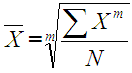 X̅ = ᵐ√(∑Xᵐ / N)